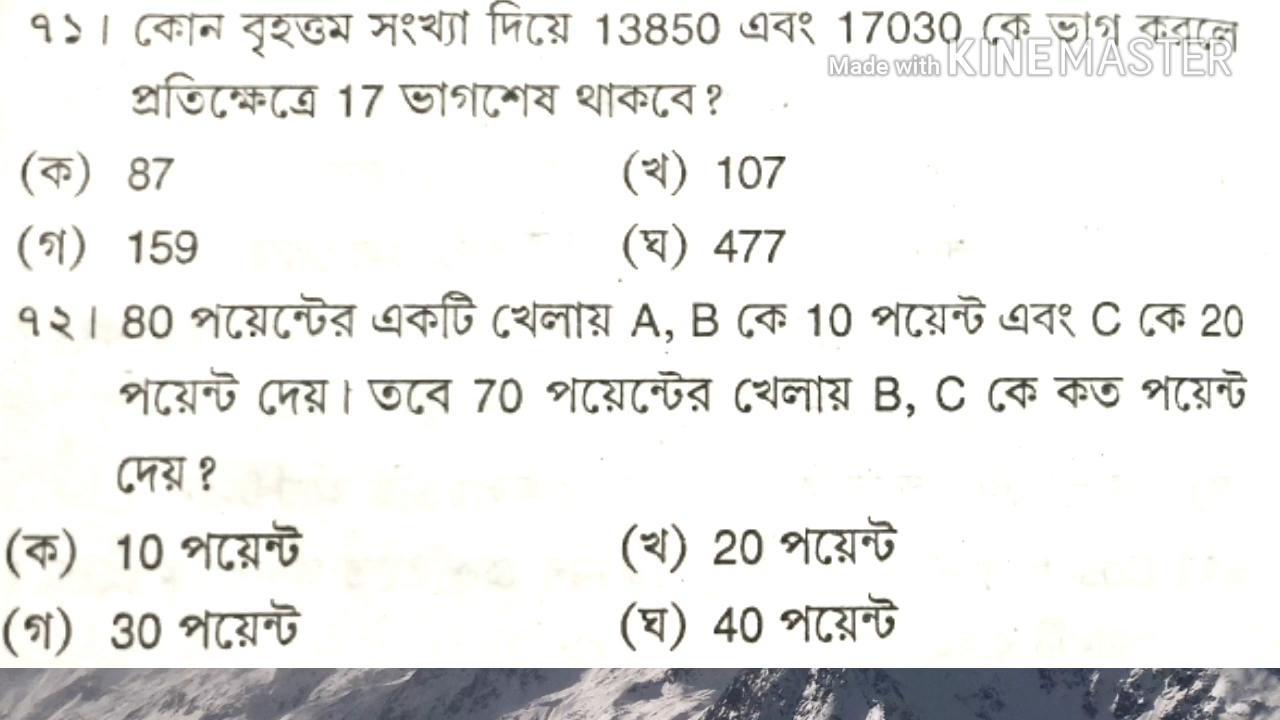 ৭১। কোন বৃহত্তম সংখ্যা দিয়ে 13850 এবং 17030 কে ভাগ করলে
Made with KINEMASTER
প্রতিক্ষেত্রে 17 ভাগশেষ থাকবে?
(ক) 87 (খ) 107
(গ) 159 (ঘ) 477
৭২। 80 পয়েন্টের একটি খেলায় A, B কে 10 পয়েন্ট এবং C কে 20
পয়েন্ট দেয়। তবে 70 পয়েন্টের খেলায় B, C কে কত পয়েন্ট
দেয়?
(ক) 10 পয়েন্ট (খ) 20 পয়েন্ট
(গ) 30 পয়েন্ট (ঘ) 40 পয়েন্ট